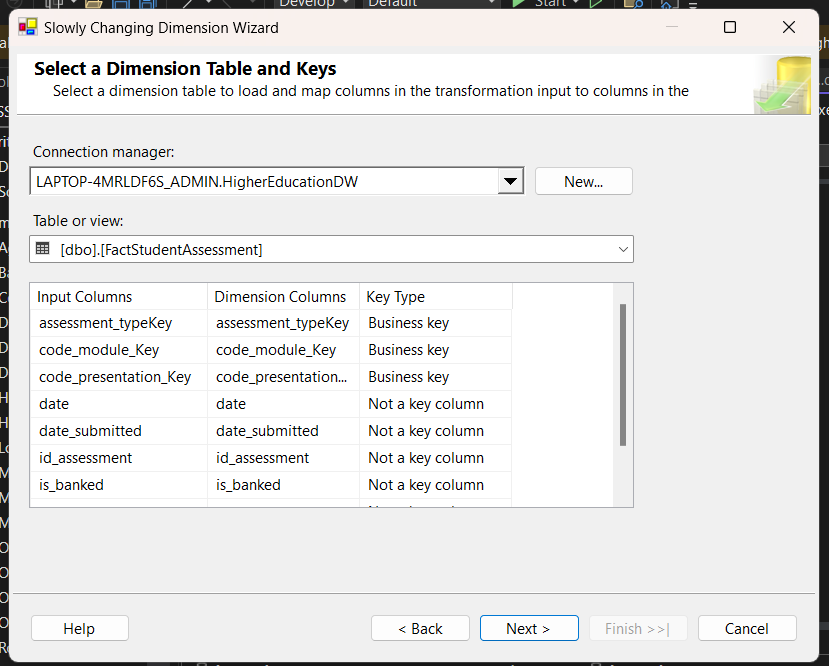 Develop Default Start
Slowly Changing Dimension Wizard
Select a Dimension Table and Keys
Select a dimension table to load and map columns in the transformation input to columns in the
Connection manager:
LAPTOP-4MRLDF6S_ADMIN.HigherEducationDW New...
Table or view:
[dbo].[FactStudentAssessment]
Input Columns Dimension Columns Key Type
assessment_typeKey assessment_typeKey Business key
code_module_Key code_module_Key Business key
code_presentation_Key code_presentation... Business key
date date Not a key column
date_submitted date_submitted Not a key column
id_assessment id_assessment Not a key column
is_banked is_banked Not a key column
Help < Back Next > Finish >>| Cancel